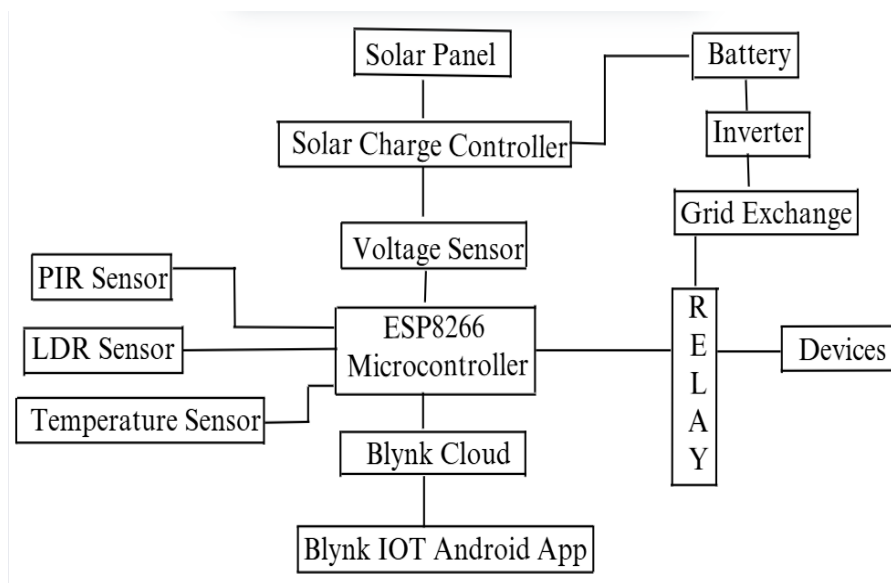 Solar Panel
Battery
Solar Charge Controller
Inverter
Grid Exchange
Voltage Sensor
PIR Sensor
ESP8266
Microcontroller
LDR Sensor
R
E
L
A
Y
Devices
Temperature Sensor
Blynk Cloud
Blynk IOT Android App